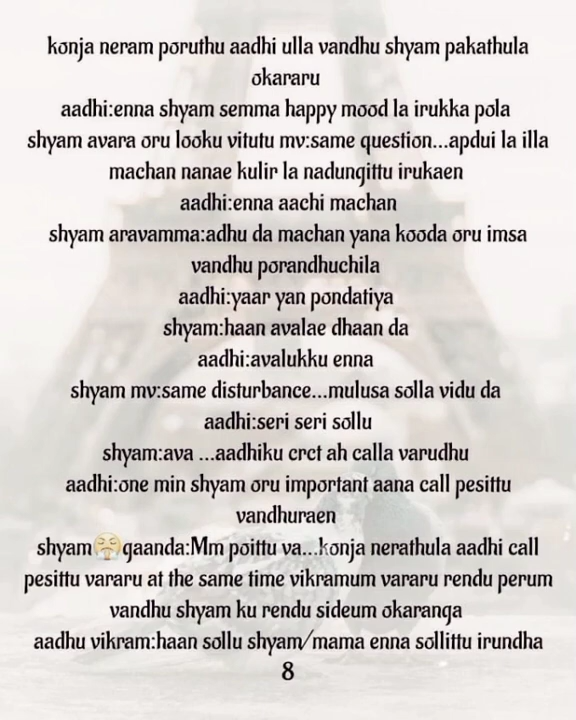 konja neram poruthu aadhi ulla vandhu shyam pakathula
okararu
aadhi:enna shyam semma happy mood la irukka pola
shyam avara oru looku vitutu mv:same question...apdui la illa
machan nanae kulir la nadungittu irukaen
aadhi:enna aachi machan
shyam aravamma:adhu da machan yana kooda oru imsa
vandhu porandhuchila
aadhi:yaar yan pondatiya
shyam:haan avalae dhaan da
aadhi:avalukku enna
shyam mv:same disturbance...mulusa solla vidu da
aadhi:seri seri sollu
shyam:ava ...aadhiku crct ah calla varudhu
aadhi:one min shyam oru important aana call pesittu
vandhuraen
shyam😤gaanda:Mm poittu va...konja nerathula aadhi call
pesittu vararu at the same time vikramum vararu rendu perum
vandhu shyam ku rendu sideum okaranga
aadhu vikram:haan sollu shyam/mama enna sollittu irundha
8